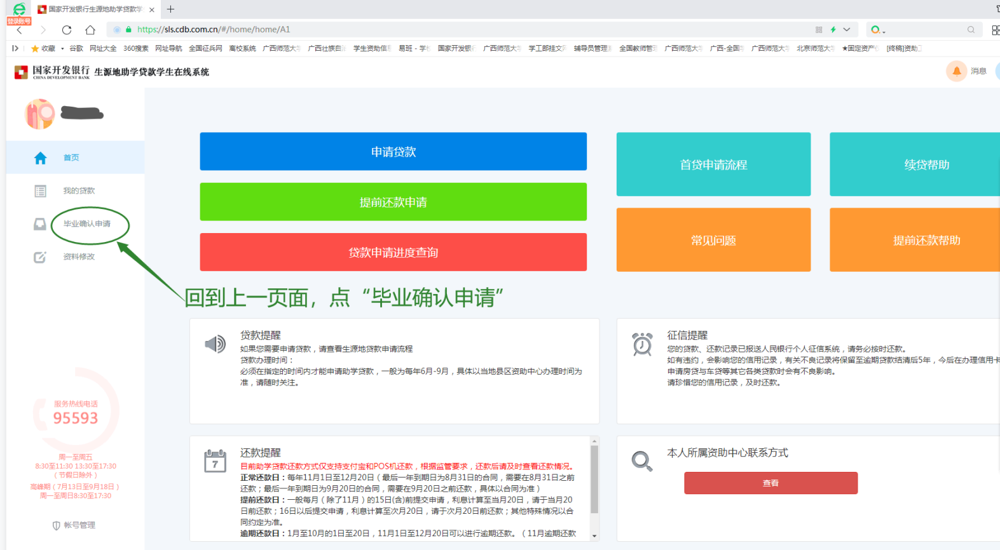 国家开发银行生源地助学贷款学
登录账号
https://sls.cdb.com.cn/#/home/home/A1
收藏 谷歌 网址大全 360搜索 网址导航 全国征兵网 离校系统 广西师范大学 广西壮族自 学生资助信息 易班 - 学 国家开发银行 广西师范大学 学工部挂文 辅导员管理 全国教师管理 广西师范大学 广西-全国 广西师范大学 北京师范大学 ★固定资产 [终稿]资助工
国家开发银行
CHINA DEVELOPMENT BANK
生源地助学贷款学生在线系统
消息
首页
我的贷款
毕业确认申请
资料修改
申请贷款
提前还款申请
贷款申请进度查询
首贷申请流程
续贷帮助
常见问题
提前还款帮助
回到上一页面，点“毕业确认申请”
贷款提醒
如果您需要申请贷款，请查看生源地贷款申请流程
贷款办理时间：
必须在指定的时间内才能申请助学贷款，一般为每年6月-9月，具体以当地县区资助中心办理时间为
准，请随时关注。
征信提醒
您的贷款、还款记录已报送人民银行个人征信系统，请务必按时还款。
如有违约，会影响您的信用记录，有关不良记录将保留至逾期贷款结清后5年，今后在办理信用卡
申请房贷与车贷等其它各类贷款时会有不良影响。
请珍惜您的信用记录，及时还款。
服务热线电话
95593
周一至周五
8:30至11:30 13:30至17:30
（节假日除外）
高峰期（7月13日至9月18日）
周一至周日8:30至17:30
帐号管理
7
还款提醒
目前助学贷款还款方式仅支持支付宝和POS机还款，根据监管要求，还款后请及时查看还款情况。
正常还款日：每年11月1日至12月20日（最后一年到期日为8月31日的合同，需要在8月31日之前
还款；最后一年到期日为9月20日的合同，需要在9月20日之前还款，具体以合同为准）
提前还款日：一般每月（除了11月）的15日(含)前提交申请，利息计算至当月20日，请于当月20
日前还款；16日以后提交申请，利息计算至次月20日，请于次月20日前还款；其他特殊情况以合
同约定为准。
逾期还款日：1月至10月的1日至20日，11月1日至12月20日可以进行逾期还款。（11月逾期还款
本人所属资助中心联系方式
查看